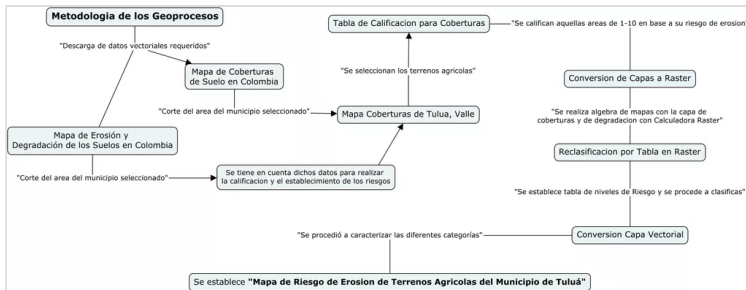 Metodologia de los Geoprocesos
"Descarga de datos vectoriales requeridos"
Mapa de Coberturas
de Suelo en Colombia
"Corte del area del municipio seleccionado"
Mapa de Erosión y
Degradación de los Suelos en Colombia
"Corte del area del municipio seleccionado"
Se tiene en cuenta dichos datos para realizar
la calificacion y el establecimiento de los riesgos
Mapa Coberturas de Tulua, Valle
"Se seleccionan los terrenos agricolas"
Tabla de Calificacion para Coberturas
"Se califican aquellas areas de 1-10 en base a su riesgo de erosion"
Conversion de Capas a Raster
"Se realiza algebra de mapas con la capa de
coberturas y de degradacion con Calculadora Raster"
Reclasificacion por Tabla en Raster
"Se establece tabla de niveles de Riesgo y se procede a clasificas"
Conversion Capa Vectorial
"Se procedió a caracterizar las diferentes categorías"
Se establece "Mapa de Riesgo de Erosion de Terrenos Agricolas del Municipio de Tuluá"